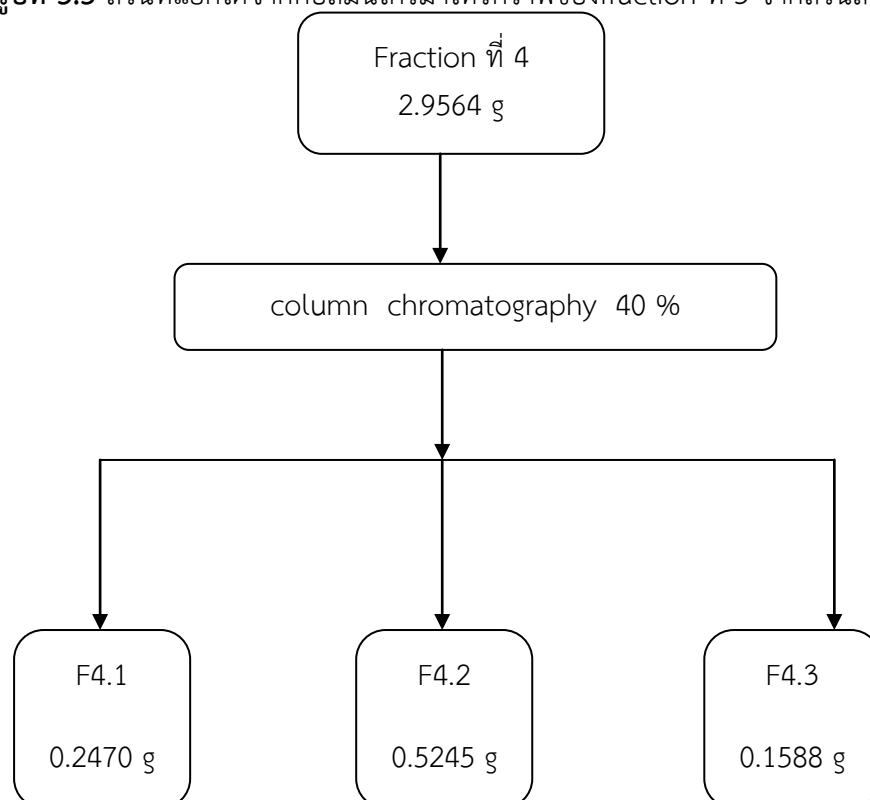 Fraction ที่ 4
2.9564 g
column chromatography 40 %
F4.1
0.2470 g
F4.2
0.5245 g
F4.3
0.1588 g